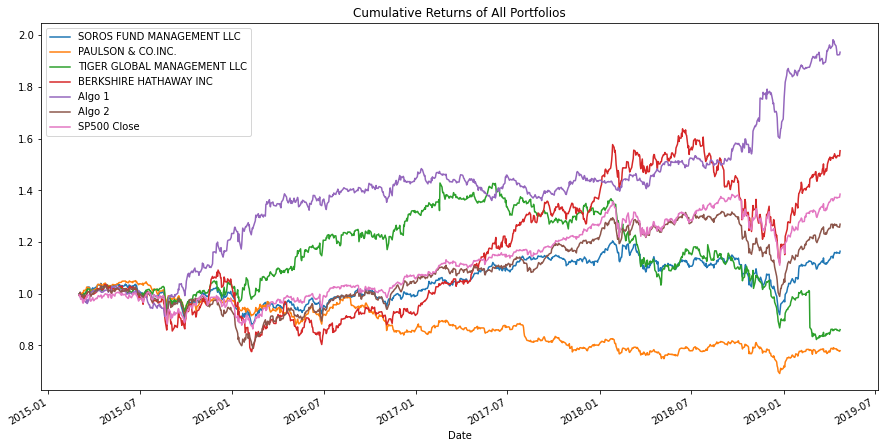 Cumulative Returns of All Portfolios
SOROS FUND MANAGEMENT LLC
PAULSON & CO.INC.
TIGER GLOBAL MANAGEMENT LLC
BERKSHIRE HATHAWAY INC
Algo 1
Algo 2
SP500 Close
2.0
1.8
1.6
1.4
1.2
1.0
0.8
2015-01
2015-07
2016-01
2016-07
2017-01
2017-07
2018-01
2018-07
2019-01
2019-07
Date